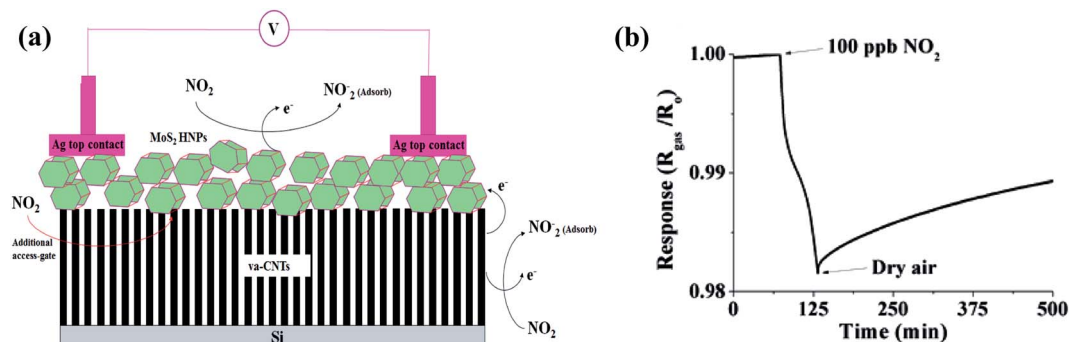 (a)
V
NO2
NO-2 (Adsorb)
e-
Ag top contact
MoS2 HNPs
Ag top contact
NO2
e-
Additional
access-gate
NO-2 (Adsorb)
va-CNTs
e-
NO2
Si
(b)
1.00
100 ppb NO2
Response (Rgas /Ro)
0.99
Dry air
0.98
0 125 250 375 500
Time (min)